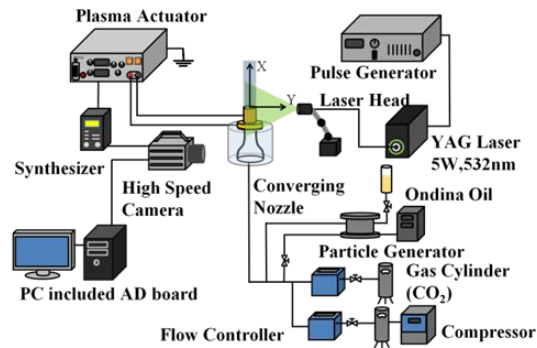 Plasma Actuator
X
Y
Pulse Generator
Laser Head
YAG Laser
5W,532nm
Synthesizer
High Speed
Camera
Converging
Nozzle
Ondina Oil
Particle Generator
PC included AD board
Gas Cylinder
(CO₂)
Flow Controller
Compressor